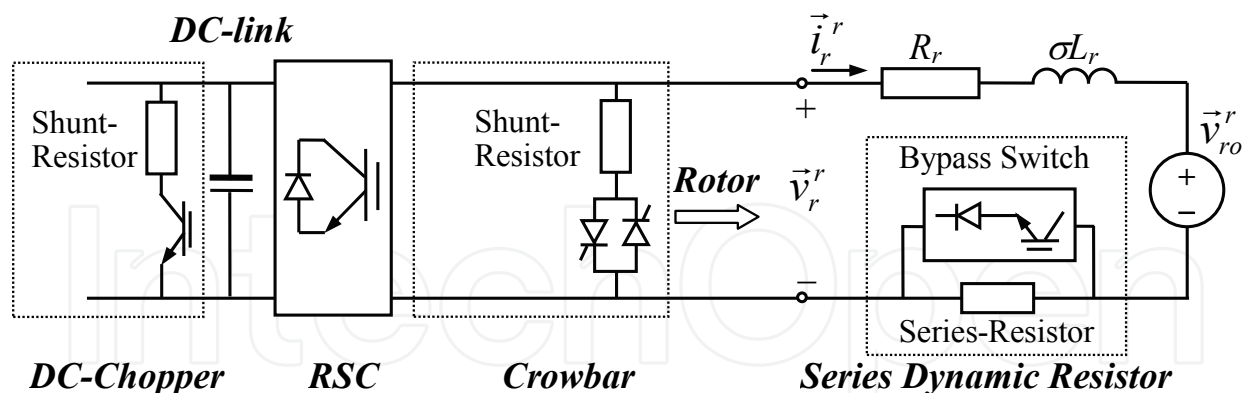 DC-link
Shunt-
Resistor
Shunt-
Resistor
Rotor
i⃗_r^r
R_r
σL_r
+
v⃗_r^r
−
v⃗_ro^r
+
−
Bypass Switch
Series-Resistor
DC-Chopper
RSC
Crowbar
Series Dynamic Resistor
IntechOpen